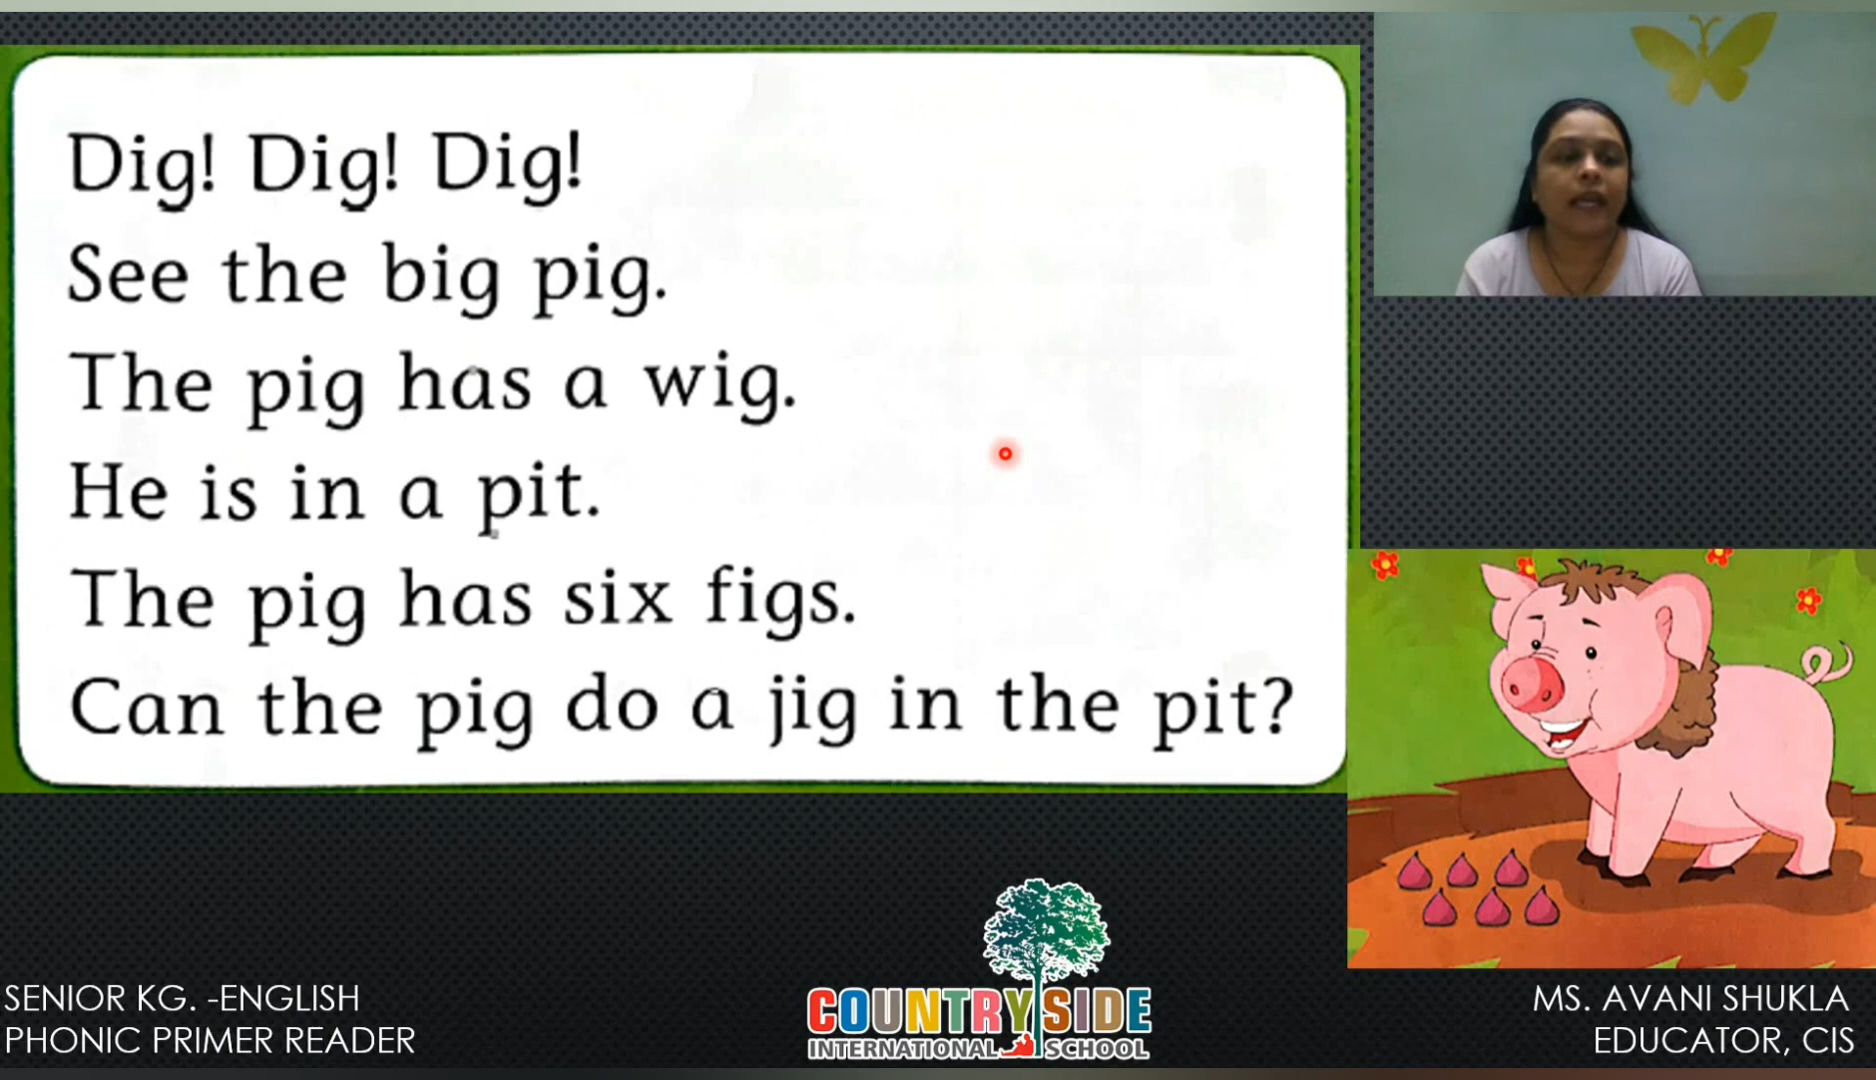 Dig! Dig! Dig!
See the big pig.
The pig has a wig.
He is in a pit.
The pig has six figs.
Can the pig do a jig in the pit?
SENIOR KG. -ENGLISH
PHONIC PRIMER READER
COUNTRYSIDE
INTERNATIONAL SCHOOL
MS. AVANI SHUKLA
EDUCATOR, CIS